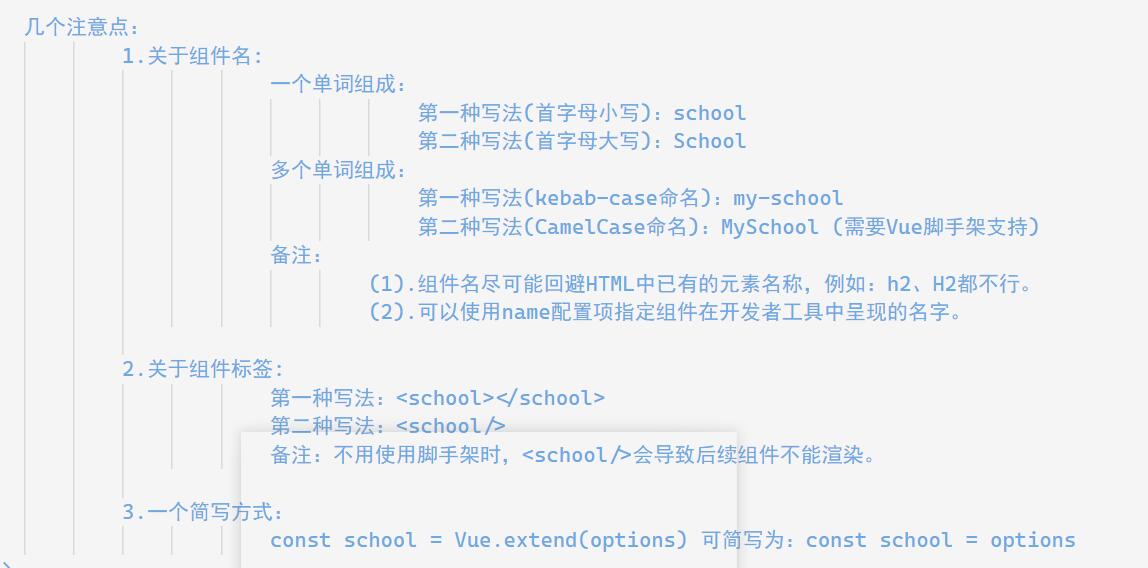 几个注意点：
1.关于组件名:
一个单词组成：
第一种写法(首字母小写)：school
第二种写法(首字母大写)：School
多个单词组成：
第一种写法(kebab-case命名)：my-school
第二种写法(CamelCase命名)：MySchool (需要Vue脚手架支持)
备注：
(1).组件名尽可能回避HTML中已有的元素名称，例如：h2、H2都不行。
(2).可以使用name配置项指定组件在开发者工具中呈现的名字。
2.关于组件标签:
第一种写法：<school></school>
第二种写法：<school/>
备注：不用使用脚手架时，<school/>会导致后续组件不能渲染。
3.一个简写方式：
const school = Vue.extend(options) 可简写为：const school = options